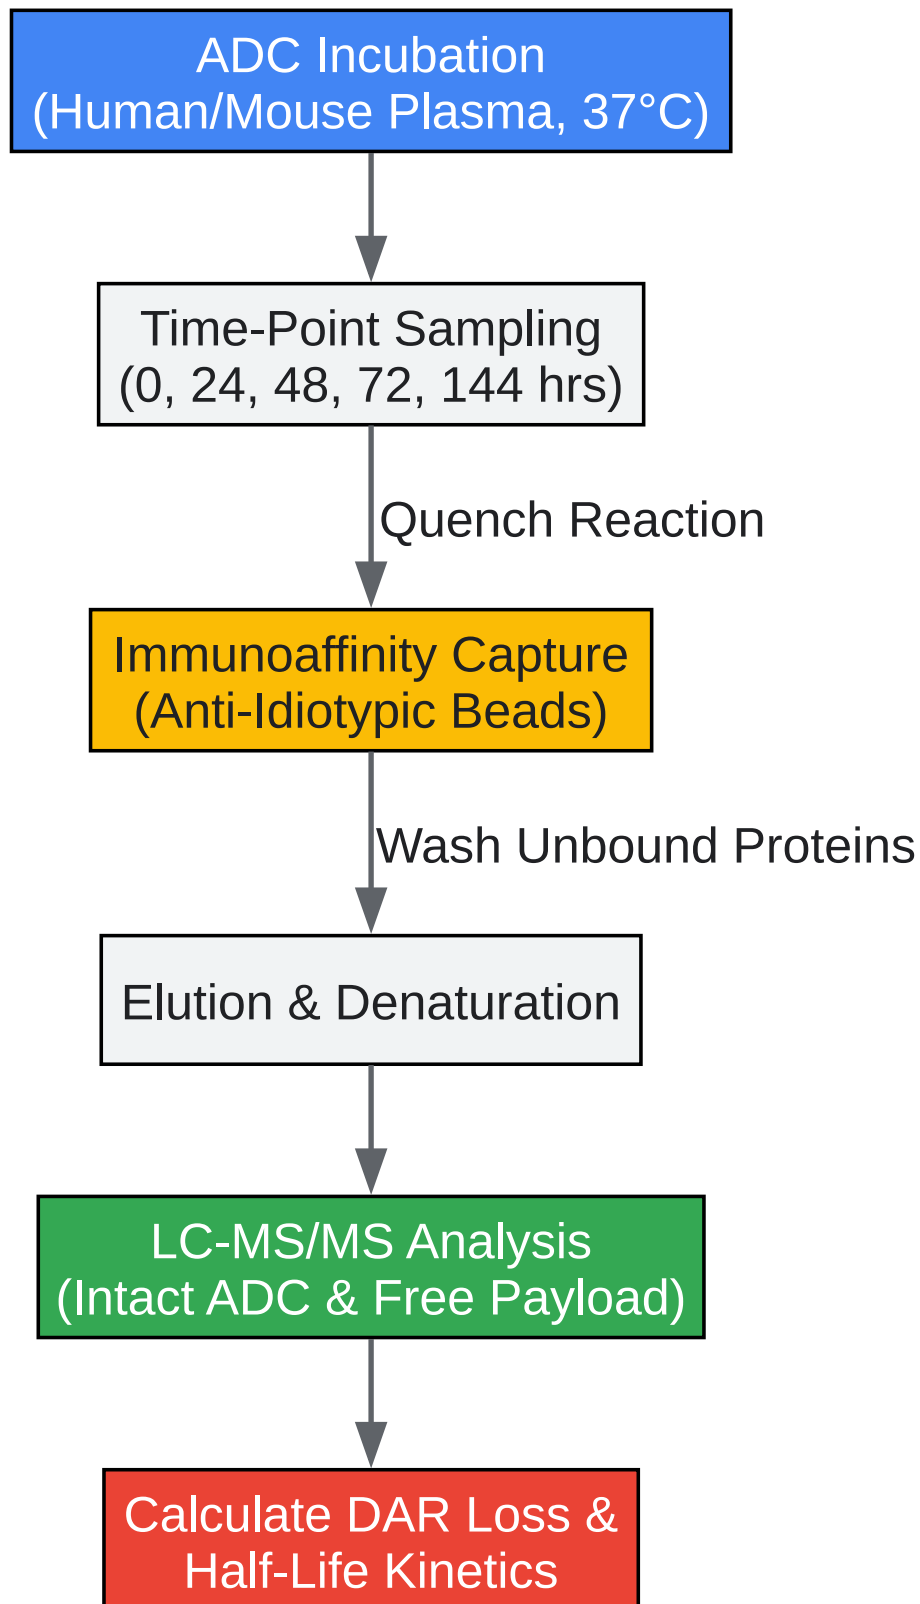 ADC Incubation
(Human/Mouse Plasma, 37°C)
Time-Point Sampling
(0, 24, 48, 72, 144 hrs)
Quench Reaction
Immunoaffinity Capture
(Anti-Idiotypic Beads)
Wash Unbound Proteins
Elution & Denaturation
LC-MS/MS Analysis
(Intact ADC & Free Payload)
Calculate DAR Loss &
Half-Life Kinetics